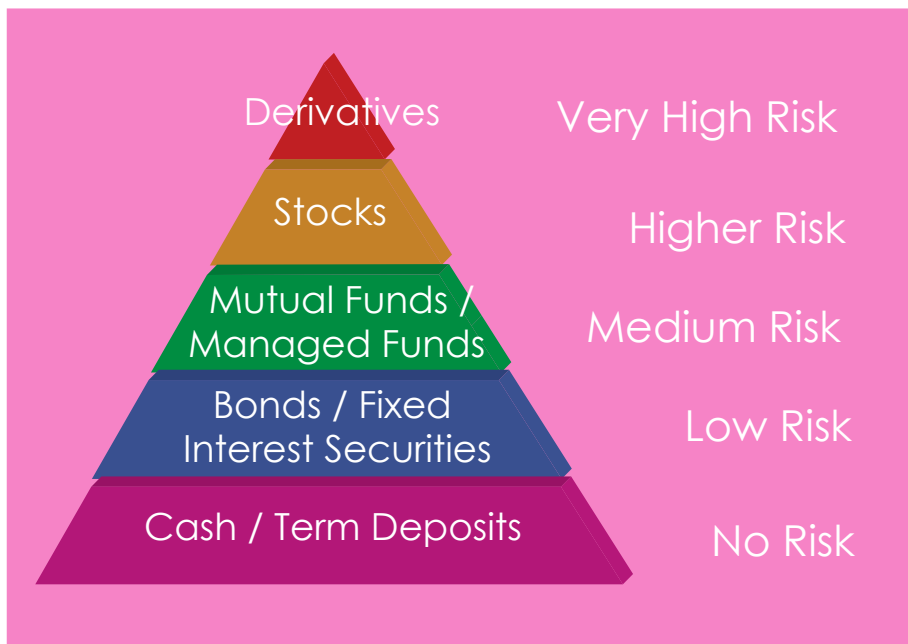 Derivatives
Very High Risk
Stocks
Higher Risk
Mutual Funds /
Managed Funds
Medium Risk
Bonds / Fixed
Interest Securities
Low Risk
Cash / Term Deposits
No Risk